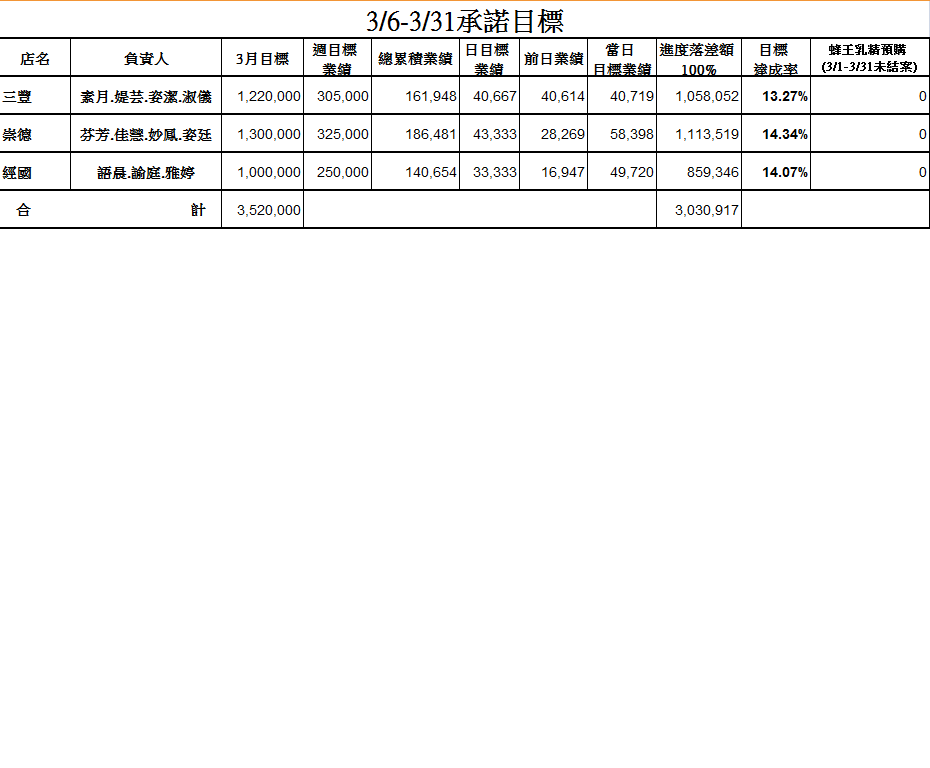 3/6-3/31承諾目標
店名 負責人 3月目標 週目標業績 總累積業績 日目標業績 前日業績 當日目標業績 進度落差額100% 目標達成率 蜂王乳精預購(3/1-3/31未結案)
三豐 素月.媞芸.姿潔.淑儀 1,220,000 305,000 161,948 40,667 40,614 40,719 1,058,052 13.27% 0
崇德 芬芳.佳慧.妙鳳.姿廷 1,300,000 325,000 186,481 43,333 28,269 58,398 1,113,519 14.34% 0
經國 語晨.諭庭.雅婷 1,000,000 250,000 140,654 33,333 16,947 49,720 859,346 14.07% 0
合 計 3,520,000 3,030,917